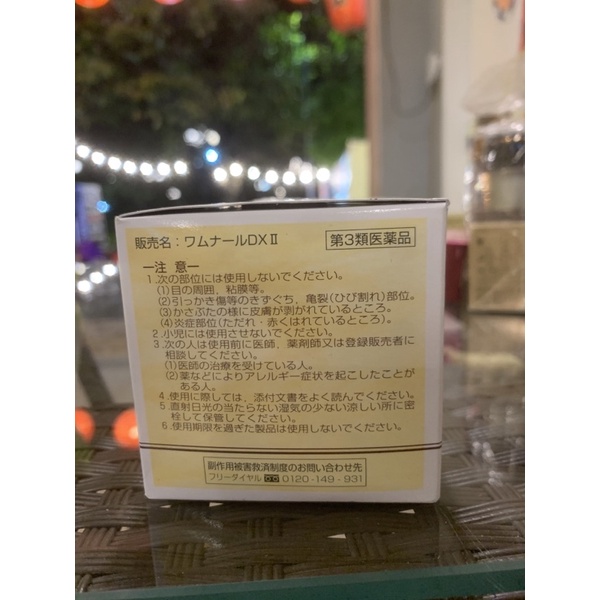 販売名：ワムナールDXⅡ
第3類医薬品
ー注 意ー
1.次の部位には使用しないでください。
(1)目の周囲、粘膜等。
(2)引っかき傷等のきずぐち、亀裂(ひび割れ)部位。
(3)かさぶたの様に皮膚が剥がれているところ。
(4)炎症部位(ただれ・赤くはれているところ)。
2.小児には使用させないでください。
3.次の人は使用前に医師、薬剤師又は登録販売者に
相談してください。
(1)医師の治療を受けている人。
(2)薬などによりアレルギー症状を起こしたことが
ある人。
4.使用に際しては、添付文書をよく読んでください。
5.直射日光の当たらない湿気の少ない涼しい所に密
栓して保管してください。
6.使用期限を過ぎた製品は使用しないでください。
副作用被害救済制度のお問い合わせ先
フリーダイヤル 0120-149-931